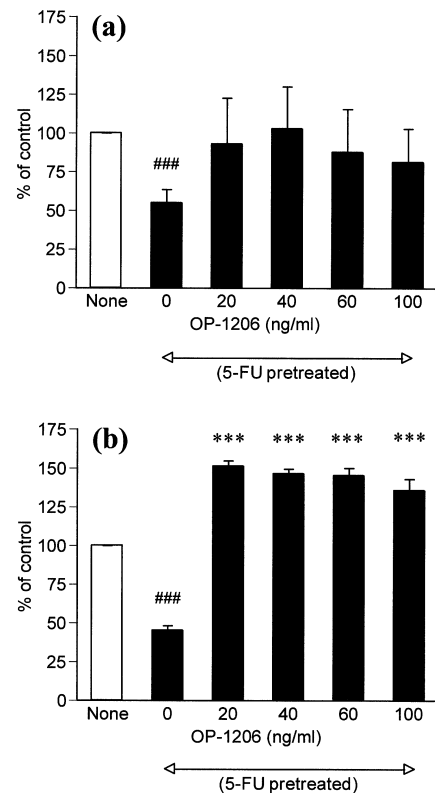 (a)
175
150
125
100
75
50
25
0
% of control
###
None 0 20 40 60 100
OP-1206 (ng/ml)
(5-FU pretreated)
(b)
175
150
125
100
75
50
25
0
% of control
###
*** *** *** ***
None 0 20 40 60 100
OP-1206 (ng/ml)
(5-FU pretreated)